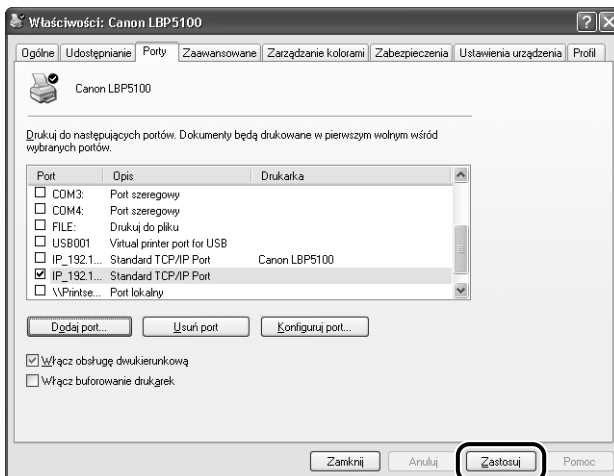 Właściwości: Canon LBP5100
Ogólne Udostępnianie Porty Zaawansowane Zarządzanie kolorami Zabezpieczenia Ustawienia urządzenia Profil
Canon LBP5100
Drukuj do następujących portów. Dokumenty będą drukowane w pierwszym wolnym wśród
wybranych portów.
Port Opis Drukarka
COM3: Port szeregowy
COM4: Port szeregowy
FILE: Drukuj do pliku
USB001 Virtual printer port for USB
IP_192.1... Standard TCP/IP Port Canon LBP5100
IP_192.1... Standard TCP/IP Port
\\Printse... Port lokalny
Dodaj port... Usuń port Konfiguruj port...
Włącz obsługę dwukierunkową
Włącz buforowanie drukarek
Zamknij Anuluj Zastosuj Pomoc